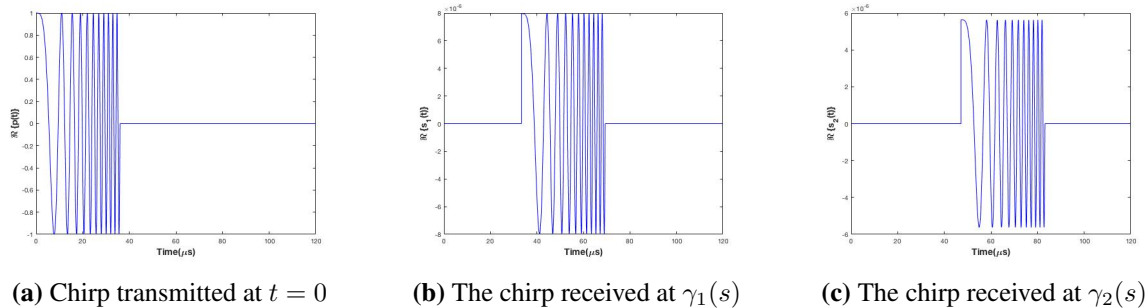 1
0.8
0.6
0.4
0.2
0
-0.2
-0.4
-0.6
-0.8
-1
ℜ {p(t)}
0 20 40 60 80 100 120
Time(μs)
(a) Chirp transmitted at t = 0
×10⁻⁶
8
6
4
2
0
-2
-4
-6
-8
ℜ {s₁(t)}
0 20 40 60 80 100 120
Time(μs)
(b) The chirp received at γ₁(s)
×10⁻⁶
6
4
2
0
-2
-4
-6
ℜ {s₂(t)}
0 20 40 60 80 100 120
Time(μs)
(c) The chirp received at γ₂(s)